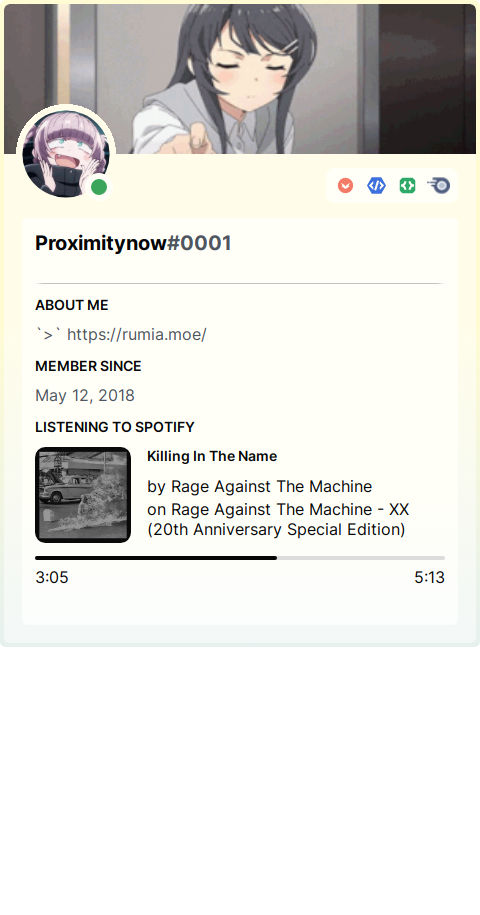 Proximitynow#0001
ABOUT ME
`>` https://rumia.moe/
MEMBER SINCE
May 12, 2018
LISTENING TO SPOTIFY
Killing In The Name
by Rage Against The Machine
on Rage Against The Machine - XX
(20th Anniversary Special Edition)
3:05 5:13